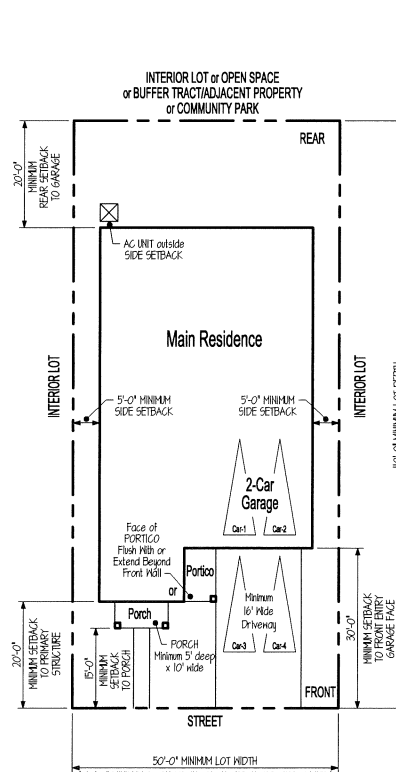 INTERIOR LOT or OPEN SPACE
or BUFFER TRACT/ADJACENT PROPERTY
or COMMUNITY PARK
REAR
20'-0"
MINIMUM
REAR SETBACK
TO GARAGE
AC UNIT outside
SIDE SETBACK
Main Residence
INTERIOR LOT
INTERIOR LOT
5'-0" MINIMUM
SIDE SETBACK
5'-0" MINIMUM
SIDE SETBACK
2-Car
Garage
Car-1
Car-2
Face of
PORTICO
Flush With or
Extend Beyond
Front Wall
Portico
or
Porch
Minimum
16' Wide
Driveway
Car-3
Car-4
PORCH
Minimum 5' deep
x 10' wide
20'-0"
MINIMUM SETBACK
TO PRIMARY
STRUCTURE
15'-0"
MINIMUM
SETBACK
TO PORCH
30'-0"
MINIMUM SETBACK
TO FRONT ENTRY
GARAGE FACE
FRONT
STREET
50'-0" MINIMUM LOT WIDTH